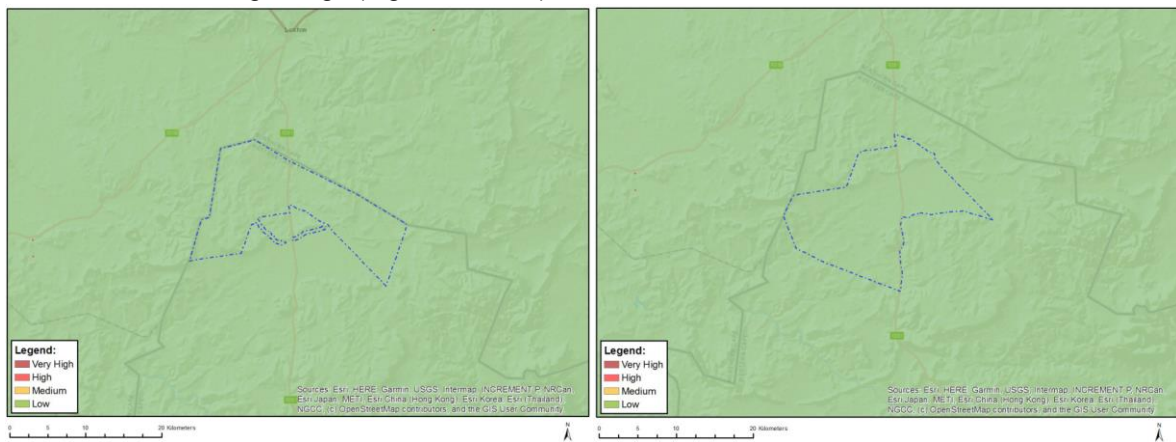 Legend:
Very High
High
Medium
Low
Sources: Esri, HERE, Garmin, USGS, Intermap, INCREMENT P, NRCan,
Esri Japan, METI, Esri China (Hong Kong), Esri Korea, Esri (Thailand),
NGCC, (c) OpenStreetMap contributors, and the GIS User Community
0 5 10 20 Kilometers
N
Legend:
Very High
High
Medium
Low
Sources: Esri, HERE, Garmin, USGS, Intermap, INCREMENT P, NRCan,
Esri Japan, METI, Esri China (Hong Kong), Esri Korea, Esri (Thailand),
NGCC, (c) OpenStreetMap contributors, and the GIS User Community
0 5 10 20 Kilometers
N